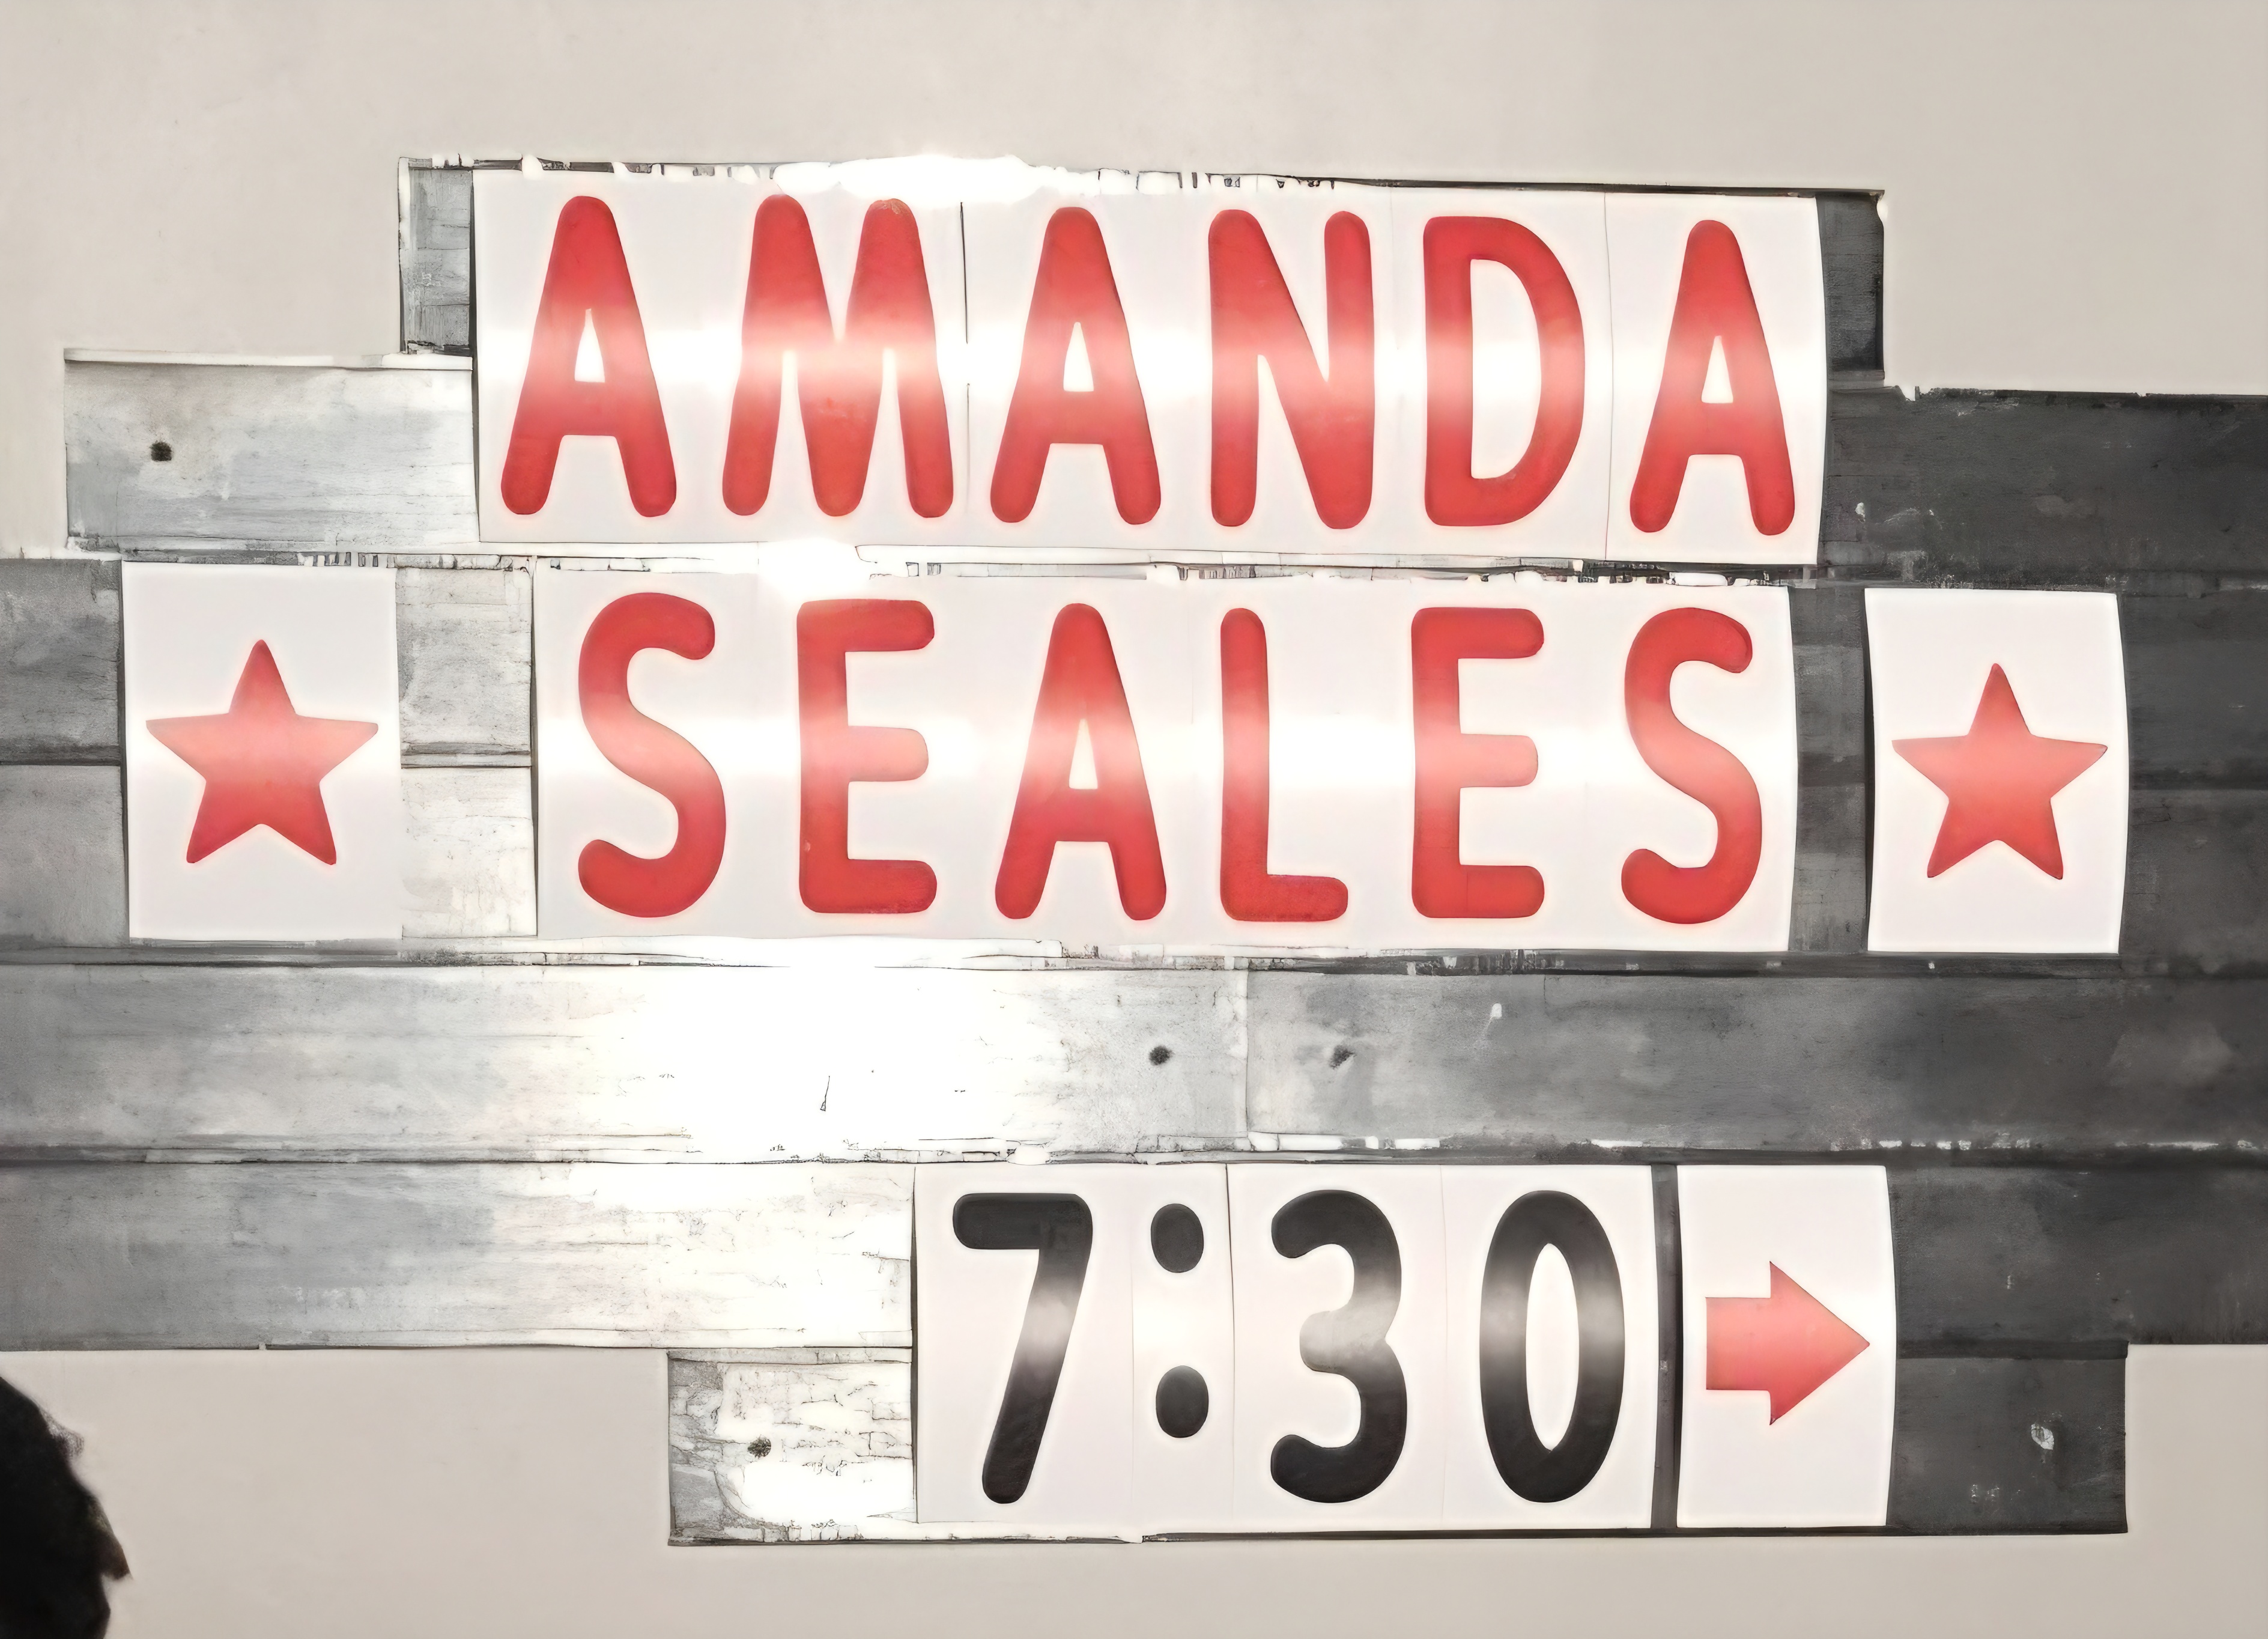 AMANDA
★ SEALES ★
7:30 →